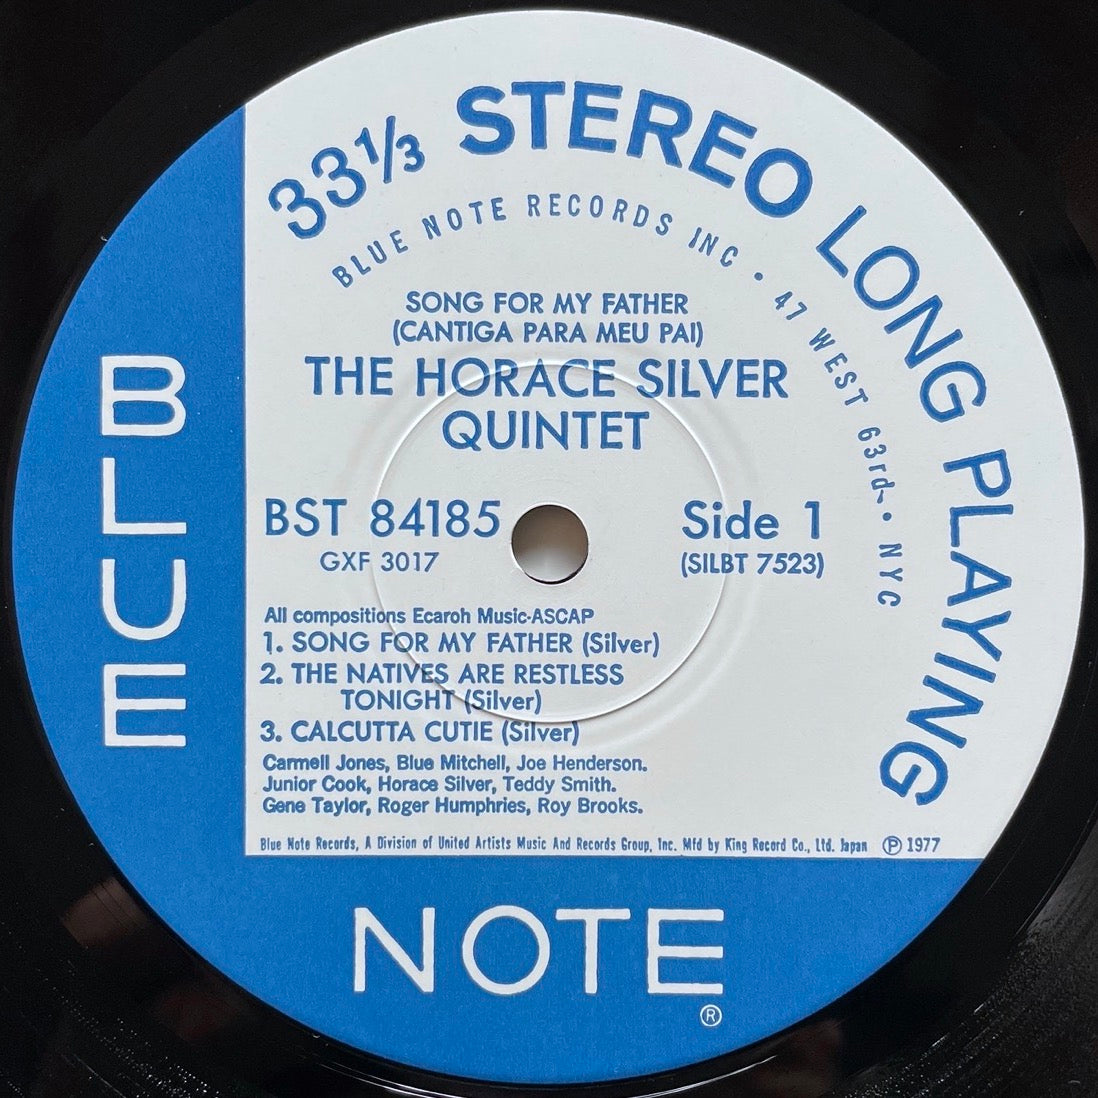 33⅓ STEREO LONG PLAYING
BLUE NOTE RECORDS INC • 47 WEST 63rd • NYC
SONG FOR MY FATHER
(CANTIGA PARA MEU PAI)
THE HORACE SILVER
QUINTET
BST 84185
GXF 3017
Side 1
(SILBT 7523)
All compositions Ecaroh Music-ASCAP
1. SONG FOR MY FATHER (Silver)
2. THE NATIVES ARE RESTLESS
TONIGHT (Silver)
3. CALCUTTA CUTIE (Silver)
Carmell Jones, Blue Mitchell, Joe Henderson.
Junior Cook, Horace Silver, Teddy Smith.
Gene Taylor, Roger Humphries, Roy Brooks.
Blue Note Records, A Division of United Artists Music And Records Group, Inc. Mfd by King Record Co., Ltd. Japan ℗ 1977
BLUE
NOTE
®